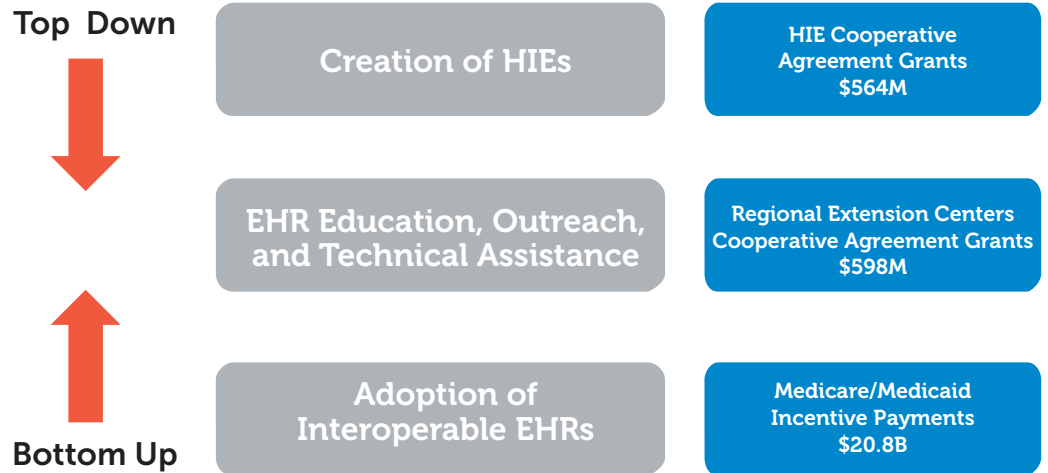 Top Down
Creation of HIEs
HIE Cooperative
Agreement Grants
$564M
EHR Education, Outreach,
and Technical Assistance
Regional Extension Centers
Cooperative Agreement Grants
$598M
Adoption of
Interoperable EHRs
Medicare/Medicaid
Incentive Payments
$20.8B
Bottom Up